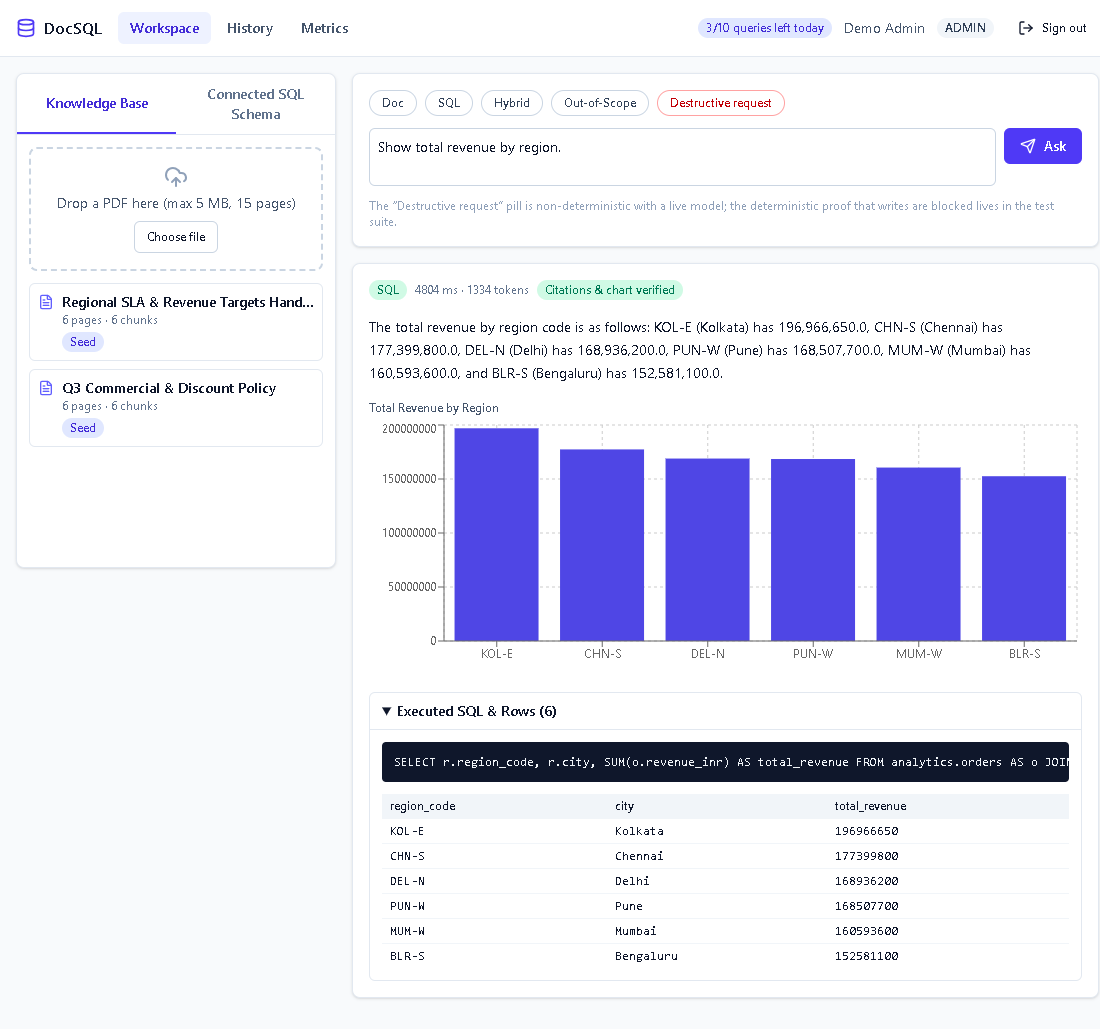 DocSQL
Workspace
History
Metrics
3/10 queries left today
Demo Admin
ADMIN
Sign out
Knowledge Base
Connected SQL
Schema
Drop a PDF here (max 5 MB, 15 pages)
Choose file
Regional SLA & Revenue Targets Hand...
6 pages · 6 chunks
Seed
Q3 Commercial & Discount Policy
6 pages · 6 chunks
Seed
Doc
SQL
Hybrid
Out-of-Scope
Destructive request
Show total revenue by region.
Ask
The "Destructive request" pill is non-deterministic with a live model; the deterministic proof that writes are blocked lives in the test
suite.
SQL
4804 ms · 1334 tokens
Citations & chart verified
The total revenue by region code is as follows: KOL-E (Kolkata) has 196,966,650.0, CHN-S (Chennai) has
177,399,800.0, DEL-N (Delhi) has 168,936,200.0, PUN-W (Pune) has 168,507,700.0, MUM-W (Mumbai) has
160,593,600.0, and BLR-S (Bengaluru) has 152,581,100.0.
Total Revenue by Region
200000000
150000000
100000000
50000000
0
KOL-E CHN-S DEL-N PUN-W MUM-W BLR-S
▼ Executed SQL & Rows (6)
SELECT r.region_code, r.city, SUM(o.revenue_inr) AS total_revenue FROM analytics.orders AS o JOIN
region_code city total_revenue
KOL-E Kolkata 196966650
CHN-S Chennai 177399800
DEL-N Delhi 168936200
PUN-W Pune 168507700
MUM-W Mumbai 160593600
BLR-S Bengaluru 152581100